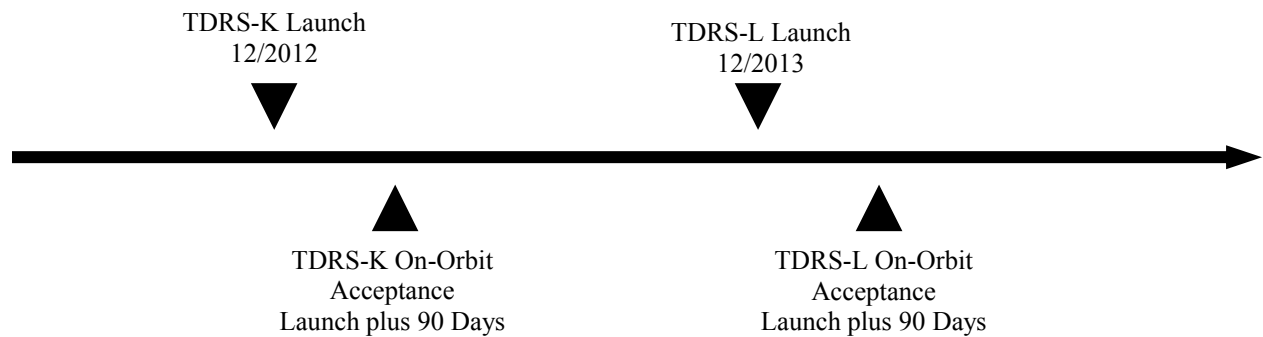 TDRS-K Launch
12/2012
TDRS-L Launch
12/2013
TDRS-K On-Orbit
Acceptance
Launch plus 90 Days
TDRS-L On-Orbit
Acceptance
Launch plus 90 Days